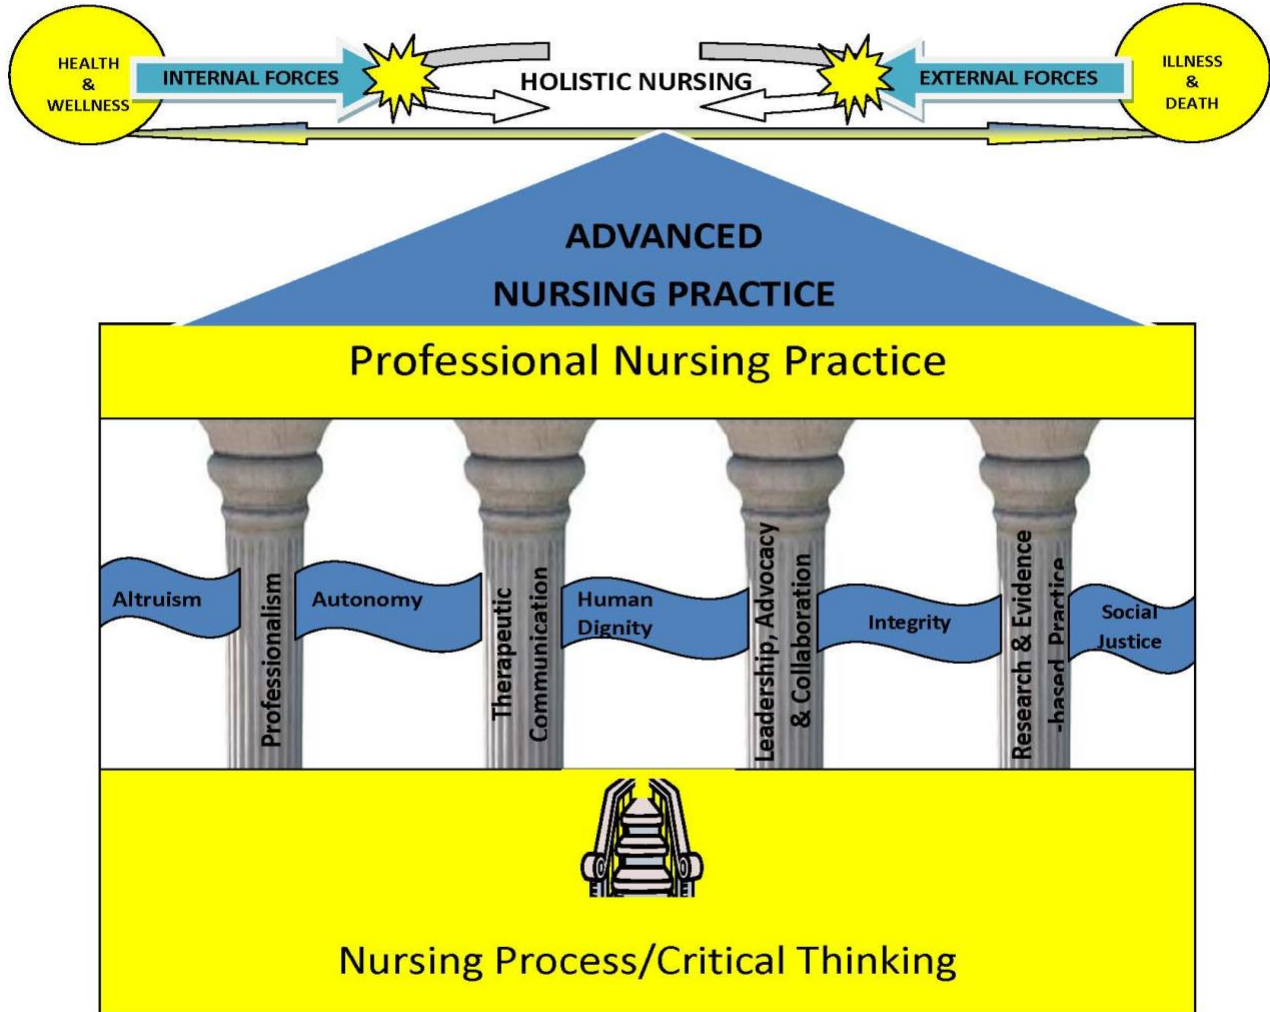 HEALTH
&
WELLNESS
INTERNAL FORCES
HOLISTIC NURSING
EXTERNAL FORCES
ILLNESS
&
DEATH
ADVANCED
NURSING PRACTICE
Professional Nursing Practice
Altruism
Professionalism
Autonomy
Therapeutic
Communication
Human
Dignity
Leadership, Advocacy
& Collaboration
Integrity
Research & Evidence
-based Practice
Social
Justice
Nursing Process/Critical Thinking